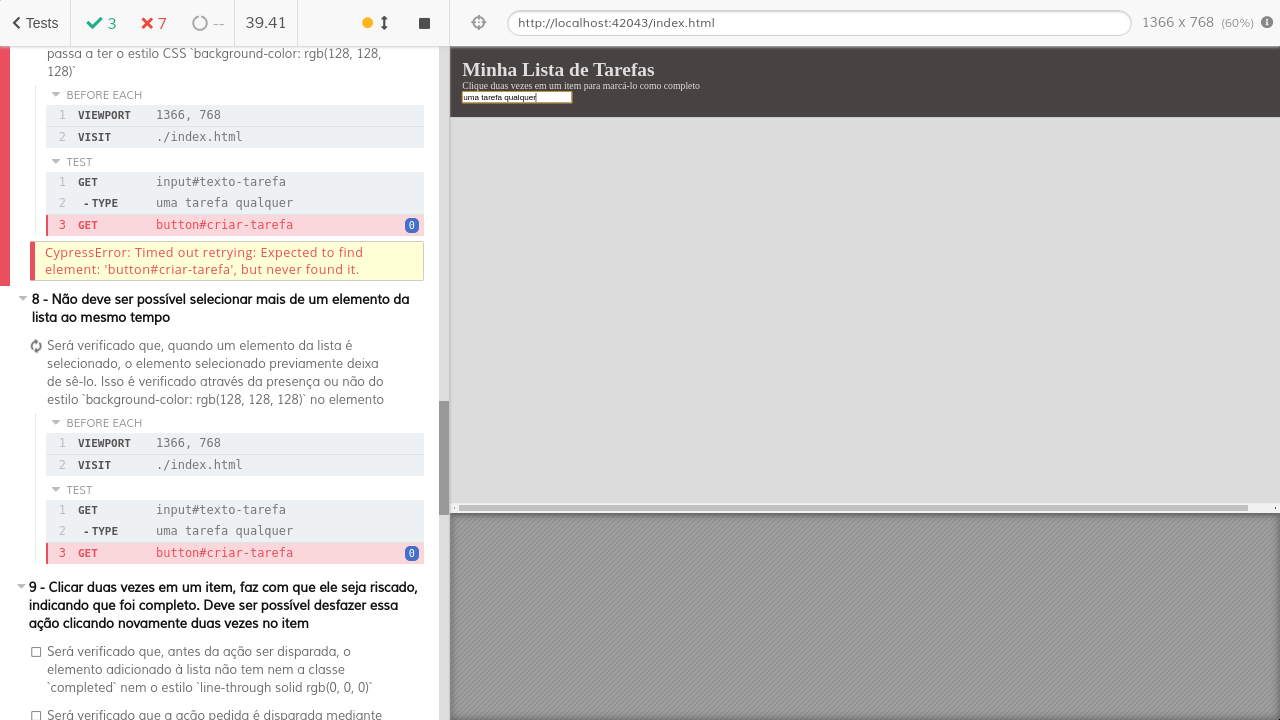 Tests
3
7
--
39.41
http://localhost:42043/index.html
1366 x 768 (60%)
passa a ter o estilo CSS `background-color: rgb(128, 128,
128)`
BEFORE EACH
1 VIEWPORT 1366, 768
2 VISIT ./index.html
TEST
1 GET input#texto-tarefa
2 - TYPE uma tarefa qualquer
3 GET button#criar-tarefa 0
CypressError: Timed out retrying: Expected to find
element: 'button#criar-tarefa', but never found it.
8 - Não deve ser possível selecionar mais de um elemento da
lista ao mesmo tempo
Será verificado que, quando um elemento da lista é
selecionado, o elemento selecionado previamente deixa
de sê-lo. Isso é verificado através da presença ou não do
estilo `background-color: rgb(128, 128, 128)` no elemento
BEFORE EACH
1 VIEWPORT 1366, 768
2 VISIT ./index.html
TEST
1 GET input#texto-tarefa
2 - TYPE uma tarefa qualquer
3 GET button#criar-tarefa 0
9 - Clicar duas vezes em um item, faz com que ele seja riscado,
indicando que foi completo. Deve ser possível desfazer essa
ação clicando novamente duas vezes no item
Será verificado que, antes da ação ser disparada, o
elemento adicionado à lista não tem nem a classe
`completed` nem o estilo `line-through solid rgb(0, 0, 0)`
Será verificado que a ação pedida é disparada mediante
Minha Lista de Tarefas
Clique duas vezes em um item para marcá-lo como completo
uma tarefa qualquer